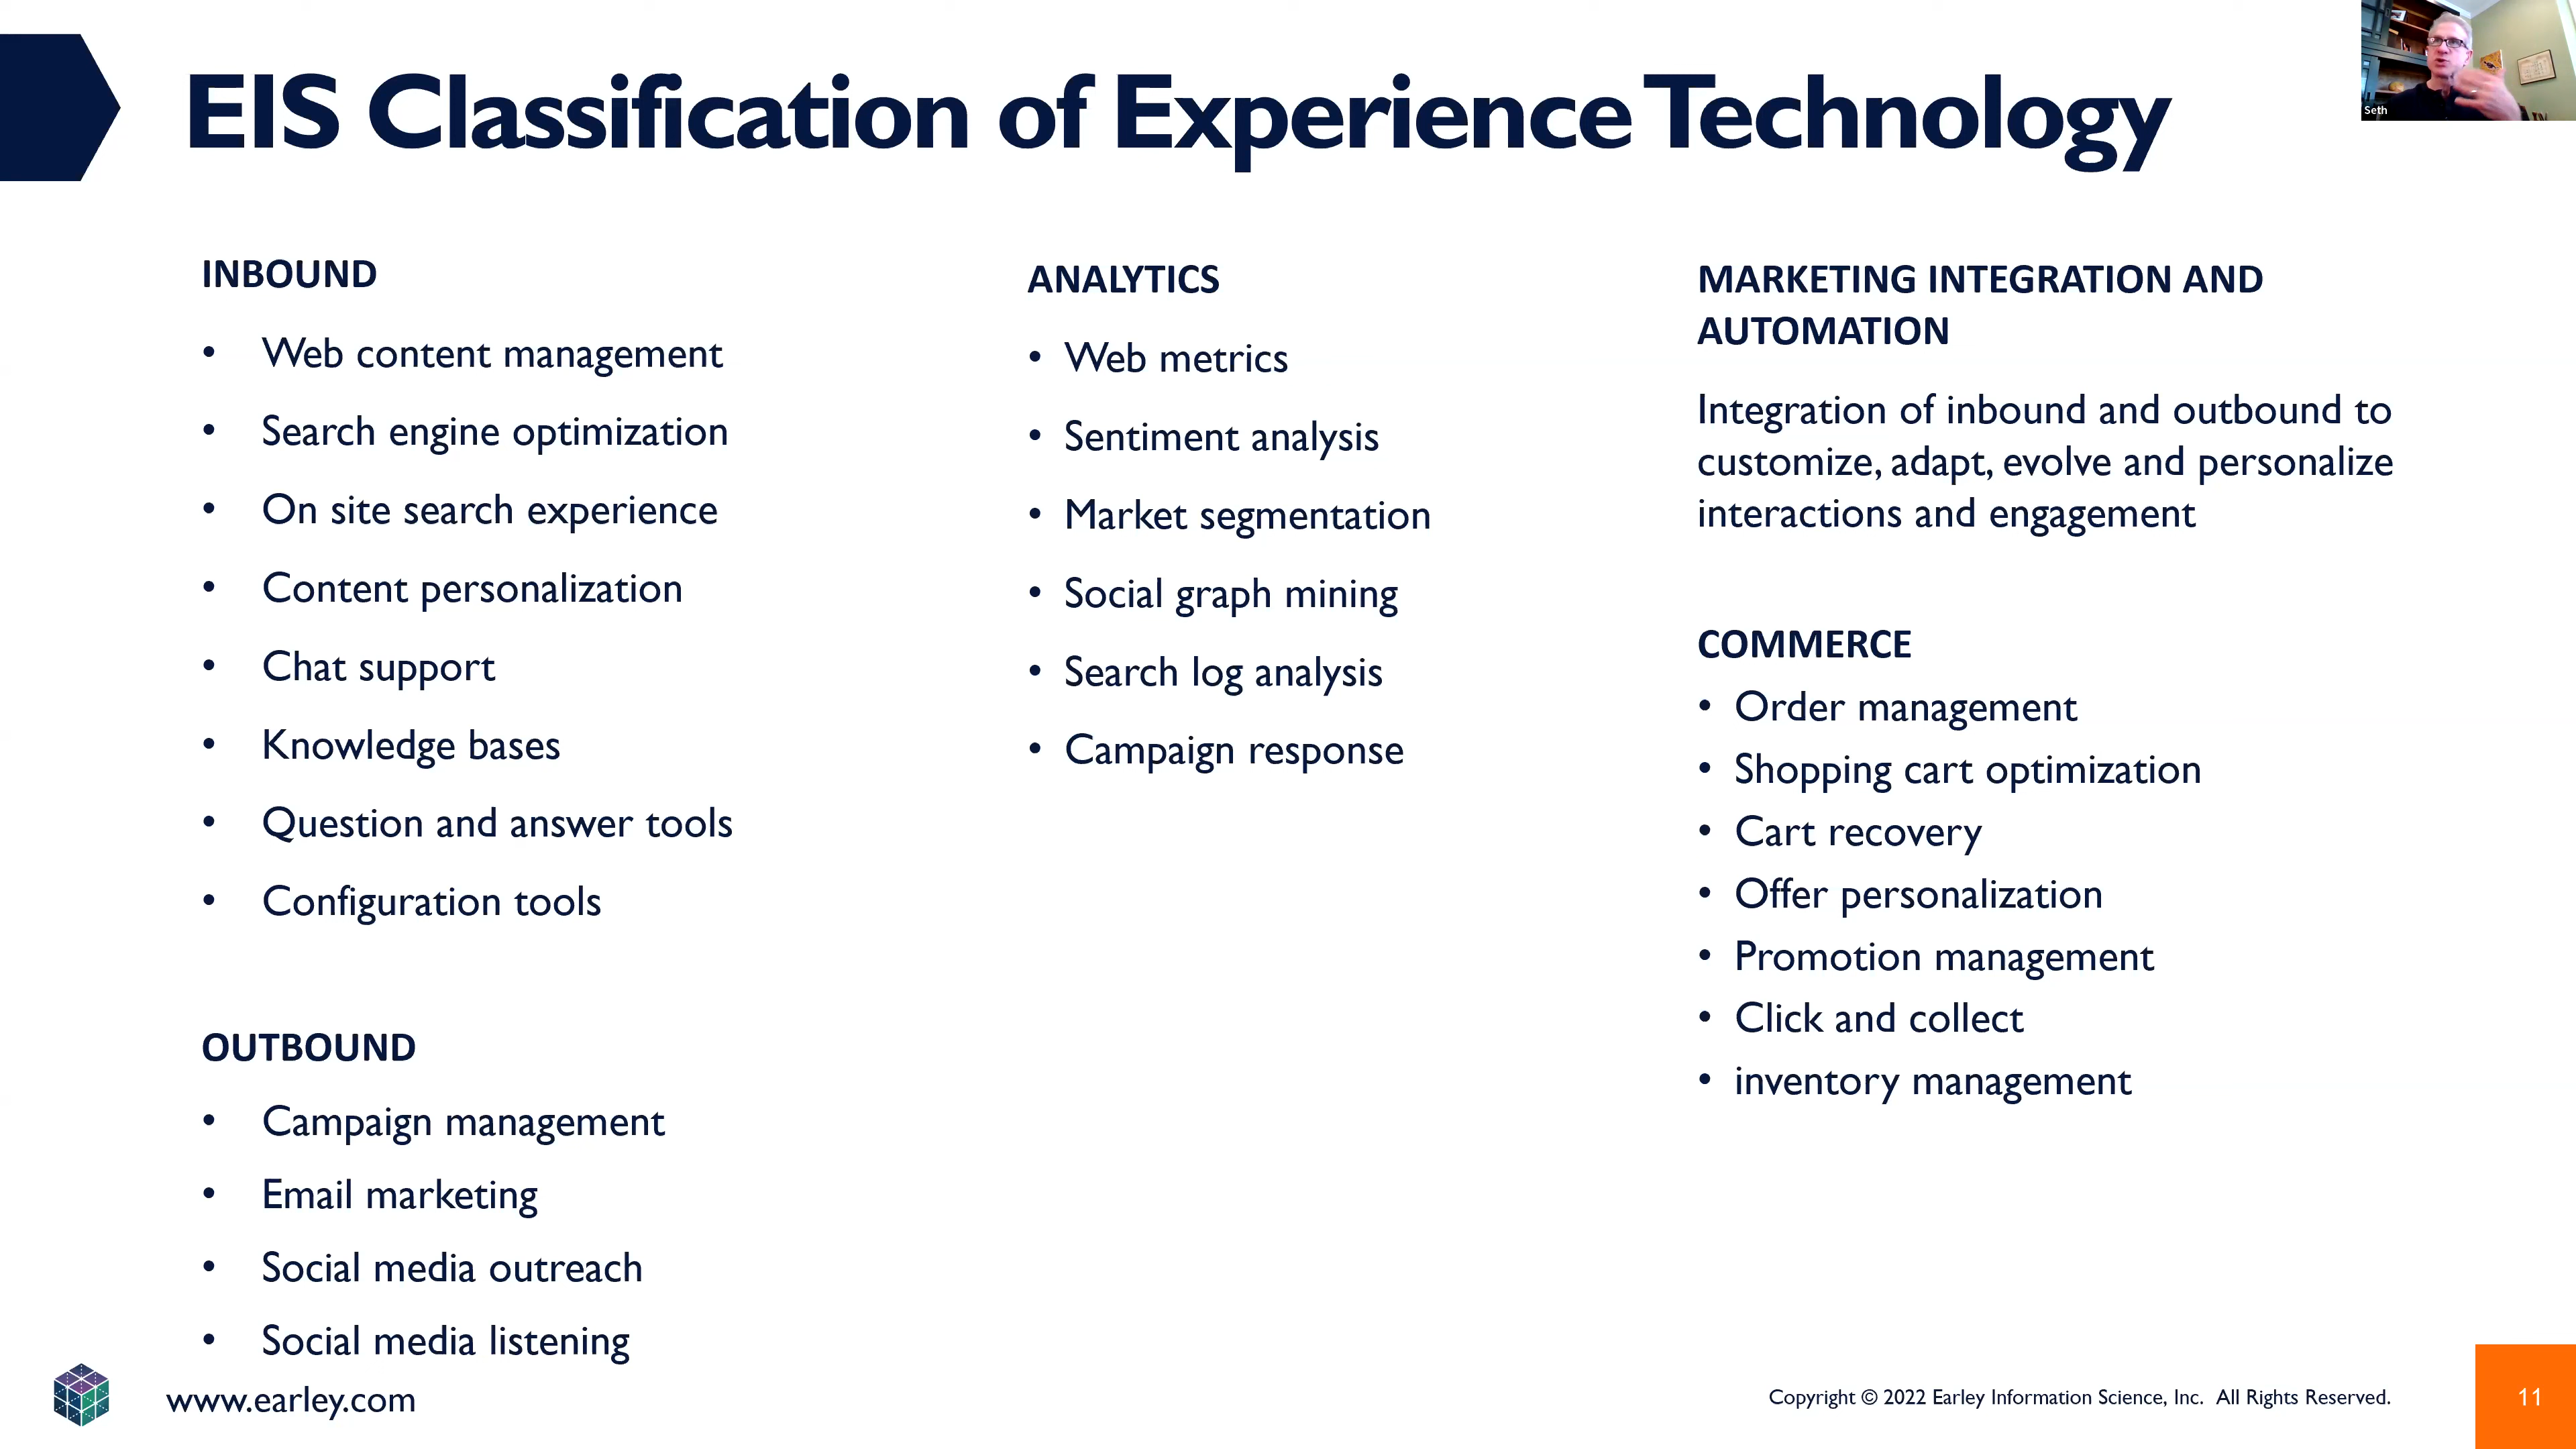 EIS Classification of Experience Technology
Seth
INBOUND
• Web content management
• Search engine optimization
• On site search experience
• Content personalization
• Chat support
• Knowledge bases
• Question and answer tools
• Configuration tools
OUTBOUND
• Campaign management
• Email marketing
• Social media outreach
• Social media listening
ANALYTICS
• Web metrics
• Sentiment analysis
• Market segmentation
• Social graph mining
• Search log analysis
• Campaign response
MARKETING INTEGRATION AND
AUTOMATION
Integration of inbound and outbound to
customize, adapt, evolve and personalize
interactions and engagement
COMMERCE
• Order management
• Shopping cart optimization
• Cart recovery
• Offer personalization
• Promotion management
• Click and collect
• inventory management
www.earley.com
Copyright © 2022 Earley Information Science, Inc. All Rights Reserved.
11